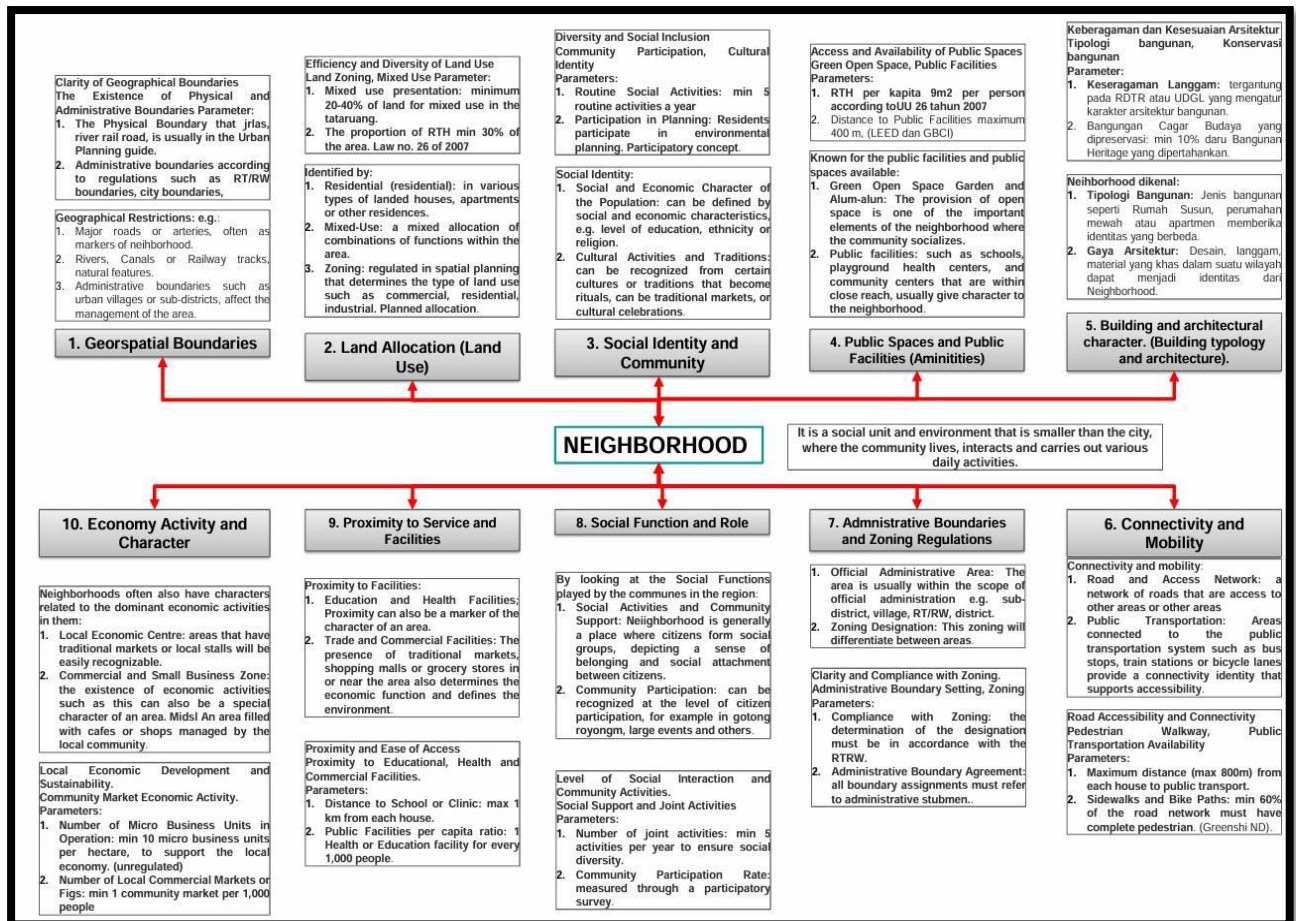 Clarity of Geographical Boundaries
The Existence of Physical and
Administrative Boundaries Parameter:
1. The Physical Boundary that jrlas,
river rail road, is usually in the Urban
Planning guide.
2. Administrative boundaries according
to regulations such as RT/RW
boundaries, city boundaries,
Geographical Restrictions: e.g.:
1. Major roads or arteries, often as
markers of neihborhood.
2. Rivers, Canals or Railway tracks,
natural features.
3. Administrative boundaries such as
urban villages or sub-districts, affect the
management of the area.
1. Georspatial Boundaries
Efficiency and Diversity of Land Use
Land Zoning, Mixed Use Parameter:
1. Mixed use presentation: minimum
20-40% of land for mixed use in the
tataruang.
2. The proportion of RTH min 30% of
the area. Law no. 26 of 2007
Identified by:
1. Residential (residential): in various
types of landed houses, apartments
or other residences.
2. Mixed-Use: a mixed allocation of
combinations of functions within the
area.
3. Zoning: regulated in spatial planning
that determines the type of land use
such as commercial, residential,
industrial. Planned allocation.
2. Land Allocation (Land
Use)
Diversity and Social Inclusion
Community Participation, Cultural
Identity
Parameters:
1. Routine Social Activities: min 5
routine activities a year
2. Participation in Planning: Residents
participate in environmental
planning. Participatory concept.
Social Identity:
1. Social and Economic Character of
the Population: can be defined by
social and economic characteristics,
e.g. level of education, ethnicity or
religion.
2. Cultural Activities and Traditions:
can be recognized from certain
cultures or traditions that become
rituals, can be traditional markets, or
cultural celebrations.
3. Social Identity and
Community
Access and Availability of Public Spaces
Green Open Space, Public Facilities
Parameters:
1. RTH per kapita 9m2 per person
according toUU 26 tahun 2007
2. Distance to Public Facilities maximum
400 m, (LEED dan GBCI)
Known for the public facilities and public
spaces available:
1. Green Open Space Garden and
Alum-alun: The provision of open
space is one of the important
elements of the neighborhood where
the community socializes.
2. Public facilities: such as schools,
playground health centers, and
community centers that are within
close reach, usually give character to
the neighborhood.
4. Public Spaces and Public
Facilities (Aminitities)
Keberagaman dan Kesesuaian Arsitektur
Tipologi bangunan, Konservasi
bangunan
Parameter:
1. Keseragaman Langgam: tergantung
pada RDTR atau UDGL yang mengatur
karakter arsitektur bangunan.
2. Bangunan Cagar Budaya yang
dipreservasi: min 10% daru Bangunan
Heritage yang dipertahankan.
Neihborhood dikenal:
1. Tipologi Bangunan: Jenis bangunan
seperti Rumah Susun, perumahan
mewah atau apartmen memberika
identitas yang berbeda.
2. Gaya Arsitektur: Desain, langgam,
material yang khas dalam suatu wilayah
dapat menjadi identitas dari
Neighborhood.
5. Building and architectural
character. (Building typology
and architecture).
NEIGHBORHOOD
It is a social unit and environment that is smaller than the city,
where the community lives, interacts and carries out various
daily activities.
10. Economy Activity and
Character
Neighborhoods often also have characters
related to the dominant economic activities
in them:
1. Local Economic Centre: areas that have
traditional markets or local stalls will be
easily recognizable.
2. Commercial and Small Business Zone:
the existence of economic activities
such as this can also be a special
character of an area. Midsl An area filled
with cafes or shops managed by the
local community.
Local Economic Development and
Sustainability.
Community Market Economic Activity.
Parameters:
1. Number of Micro Business Units in
Operation: min 10 micro business units
per hectare, to support the local
economy. (unregulated)
2. Number of Local Commercial Markets or
Figs: min 1 community market per 1,000
people
9. Proximity to Service and
Facilities
Proximity to Facilities:
1. Education and Health Facilities;
Proximity can also be a marker of the
character of an area.
2. Trade and Commercial Facilities: The
presence of traditional markets,
shopping malls or grocery stores in
or near the area also determines the
economic function and defines the
environment.
Proximity and Ease of Access
Proximity to Educational, Health and
Commercial Facilities.
Parameters:
1. Distance to School or Clinic: max 1
km from each house.
2. Public Facilities per capita ratio: 1
Health or Education facility for every
1,000 people.
8. Social Function and Role
By looking at the Social Functions
played by the communes in the region:
1. Social Activities and Community
Support: Neiighborhood is generally
a place where citizens form social
groups, depicting a sense of
belonging and social attachment
between citizens.
2. Community Participation: can be
recognized at the level of citizen
participation, for example in gotong
royongm, large events and others.
Level of Social Interaction and
Community Activities.
Social Support and Joint Activities
Parameters:
1. Number of joint activities: min 5
activities per year to ensure social
diversity.
2. Community Participation Rate:
measured through a participatory
survey.
7. Admnistrative Boundaries
and Zoning Regulations
1. Official Administrative Area: The
area is usually within the scope of
official administration e.g. sub-
district, village, RT/RW, district.
2. Zoning Designation: This zoning will
differentiate between areas.
Clarity and Compliance with Zoning.
Administrative Boundary Setting, Zoning
Parameters:
1. Compliance with Zoning: the
determination of the designation
must be in accordance with the
RTRW.
2. Administrative Boundary Agreement:
all boundary assignments must refer
to administrative stubmen..
6. Connectivity and
Mobility
Connectivity and mobility:
1. Road and Access Network: a
network of roads that are access to
other areas or other areas
2. Public Transportation: Areas
connected to the public
transportation system such as bus
stops, train stations or bicycle lanes
provide a connectivity identity that
supports accessibility.
Road Accessibility and Connectivity
Pedestrian Walkway, Public
Transportation Availability
Parameters:
1. Maximum distance (max 800m) from
each house to public transport.
2. Sidewalks and Bike Paths: min 60%
of the road network must have
complete pedestrian. (Greenshi ND).